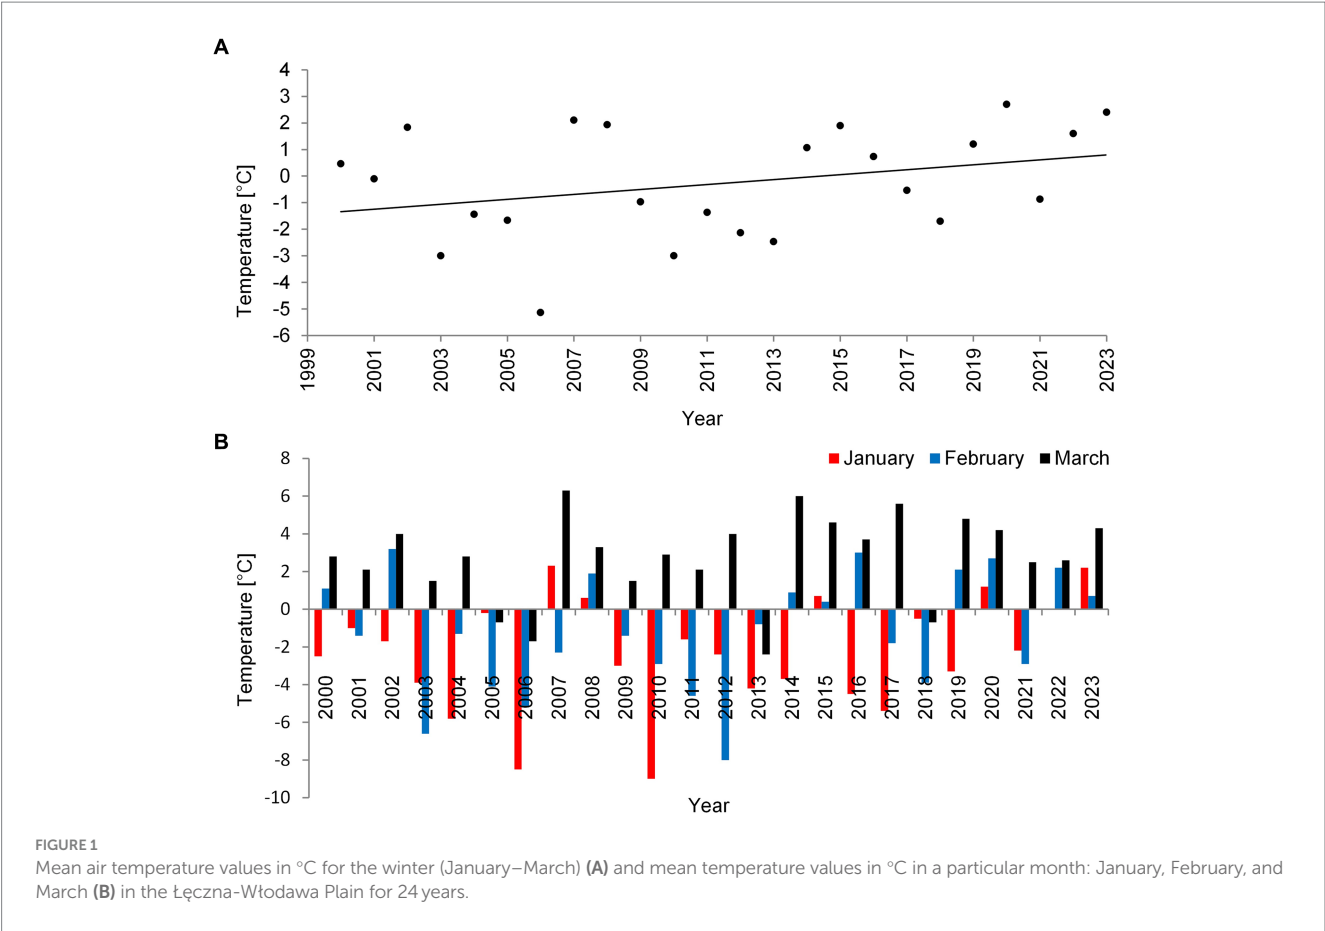 A
4
3
2
1
0
-1
-2
-3
-4
-5
-6
Temperature [°C]
1999 2001 2003 2005 2007 2009 2011 2013 2015 2017 2019 2021 2023
Year
B
January February March
8
6
4
2
0
-2
-4
-6
-8
-10
Temperature [°C]
2000 2001 2002 2003 2004 2005 2006 2007 2008 2009 2010 2011 2012 2013 2014 2015 2016 2017 2018 2019 2020 2021 2022 2023
Year
FIGURE 1
Mean air temperature values in °C for the winter (January–March) (A) and mean temperature values in °C in a particular month: January, February, and
March (B) in the Łęczna-Włodawa Plain for 24 years.